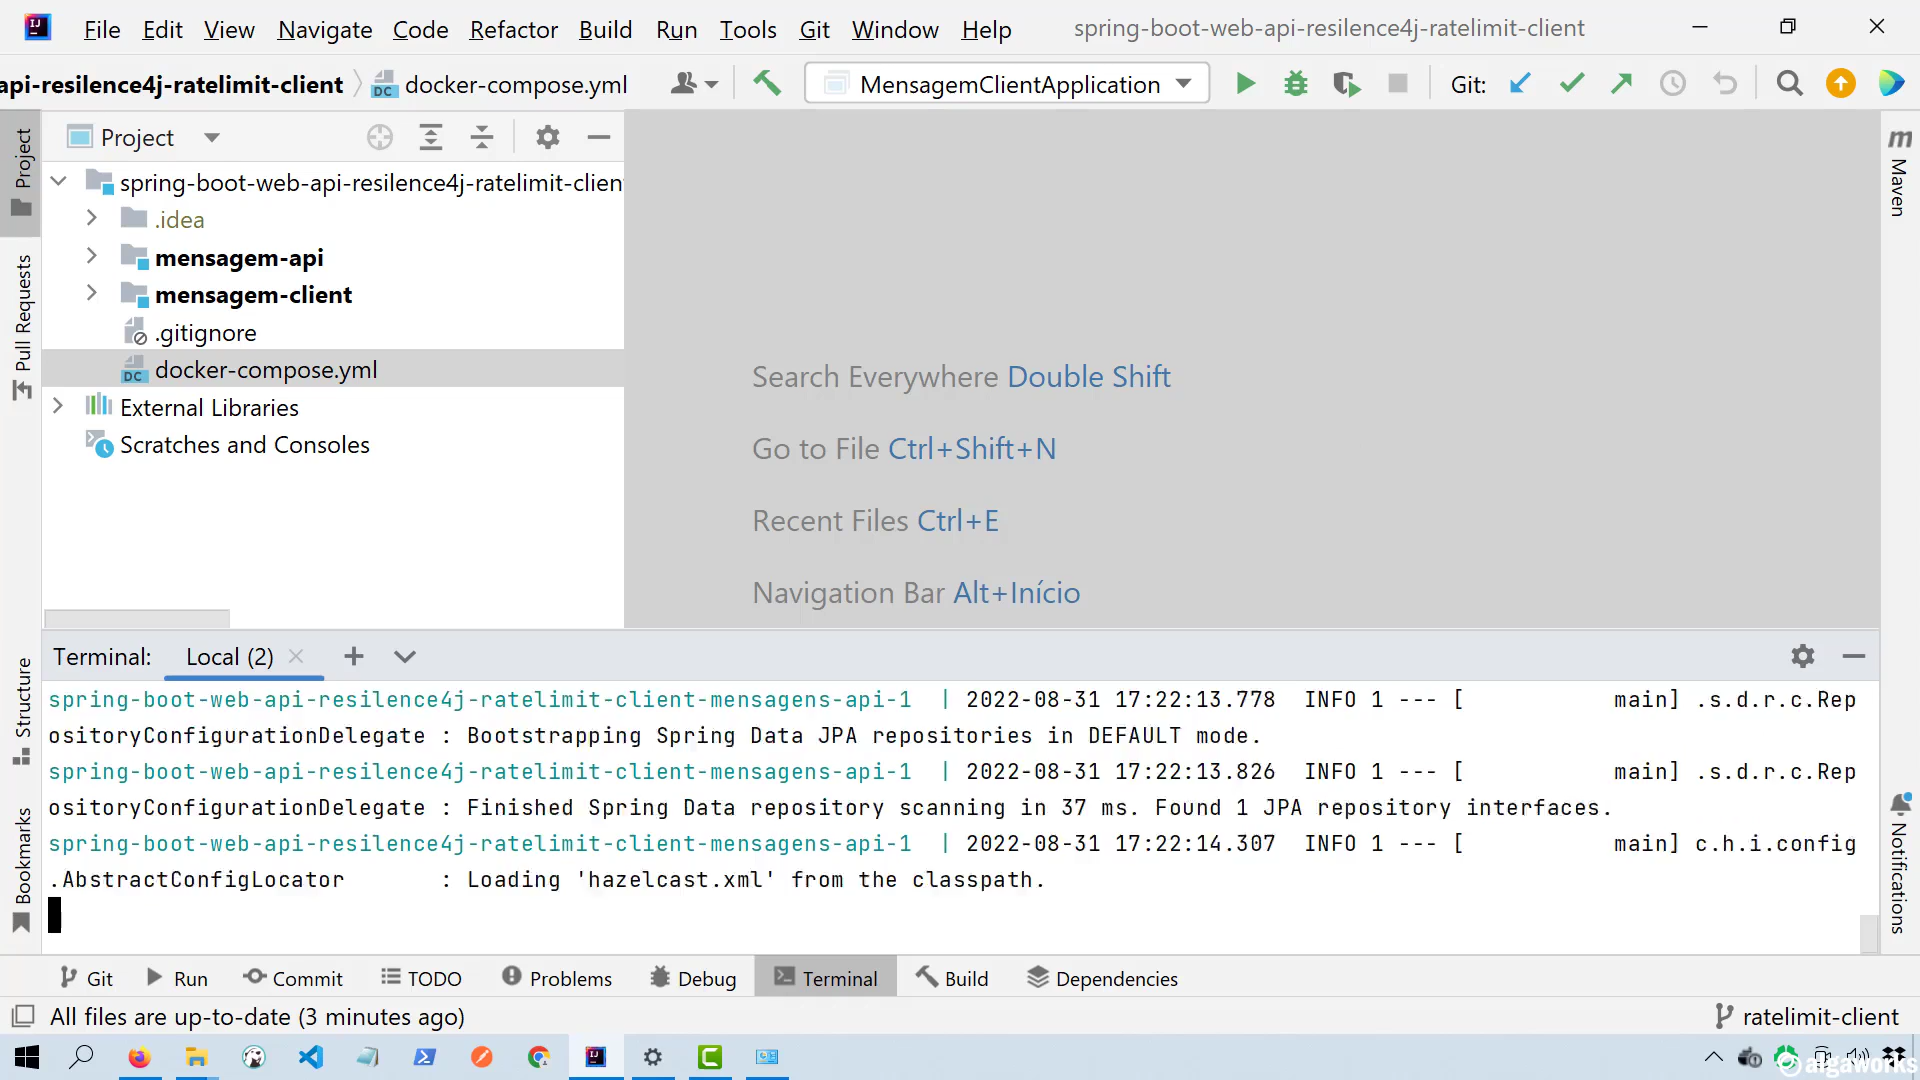 File Edit View Navigate Code Refactor Build Run Tools Git Window Help spring-boot-web-api-resilence4j-ratelimit-client
api-resilence4j-ratelimit-client docker-compose.yml MensagemClientApplication Git:
Project
Project
Pull Requests
Structure
Bookmarks
spring-boot-web-api-resilence4j-ratelimit-client
.idea
mensagem-api
mensagem-client
.gitignore
DC docker-compose.yml
External Libraries
Scratches and Consoles
Search Everywhere Double Shift
Go to File Ctrl+Shift+N
Recent Files Ctrl+E
Navigation Bar Alt+Início
m Maven
Notifications
Terminal: Local (2)
spring-boot-web-api-resilence4j-ratelimit-client-mensagens-api-1 | 2022-08-31 17:22:13.778 INFO 1 --- [ main] .s.d.r.c.Rep
ositoryConfigurationDelegate : Bootstrapping Spring Data JPA repositories in DEFAULT mode.
spring-boot-web-api-resilence4j-ratelimit-client-mensagens-api-1 | 2022-08-31 17:22:13.826 INFO 1 --- [ main] .s.d.r.c.Rep
ositoryConfigurationDelegate : Finished Spring Data repository scanning in 37 ms. Found 1 JPA repository interfaces.
spring-boot-web-api-resilence4j-ratelimit-client-mensagens-api-1 | 2022-08-31 17:22:14.307 INFO 1 --- [ main] c.h.i.config
.AbstractConfigLocator : Loading 'hazelcast.xml' from the classpath.
Git Run Commit TODO Problems Debug Terminal Build Dependencies
All files are up-to-date (3 minutes ago) ratelimit-client
algaworks